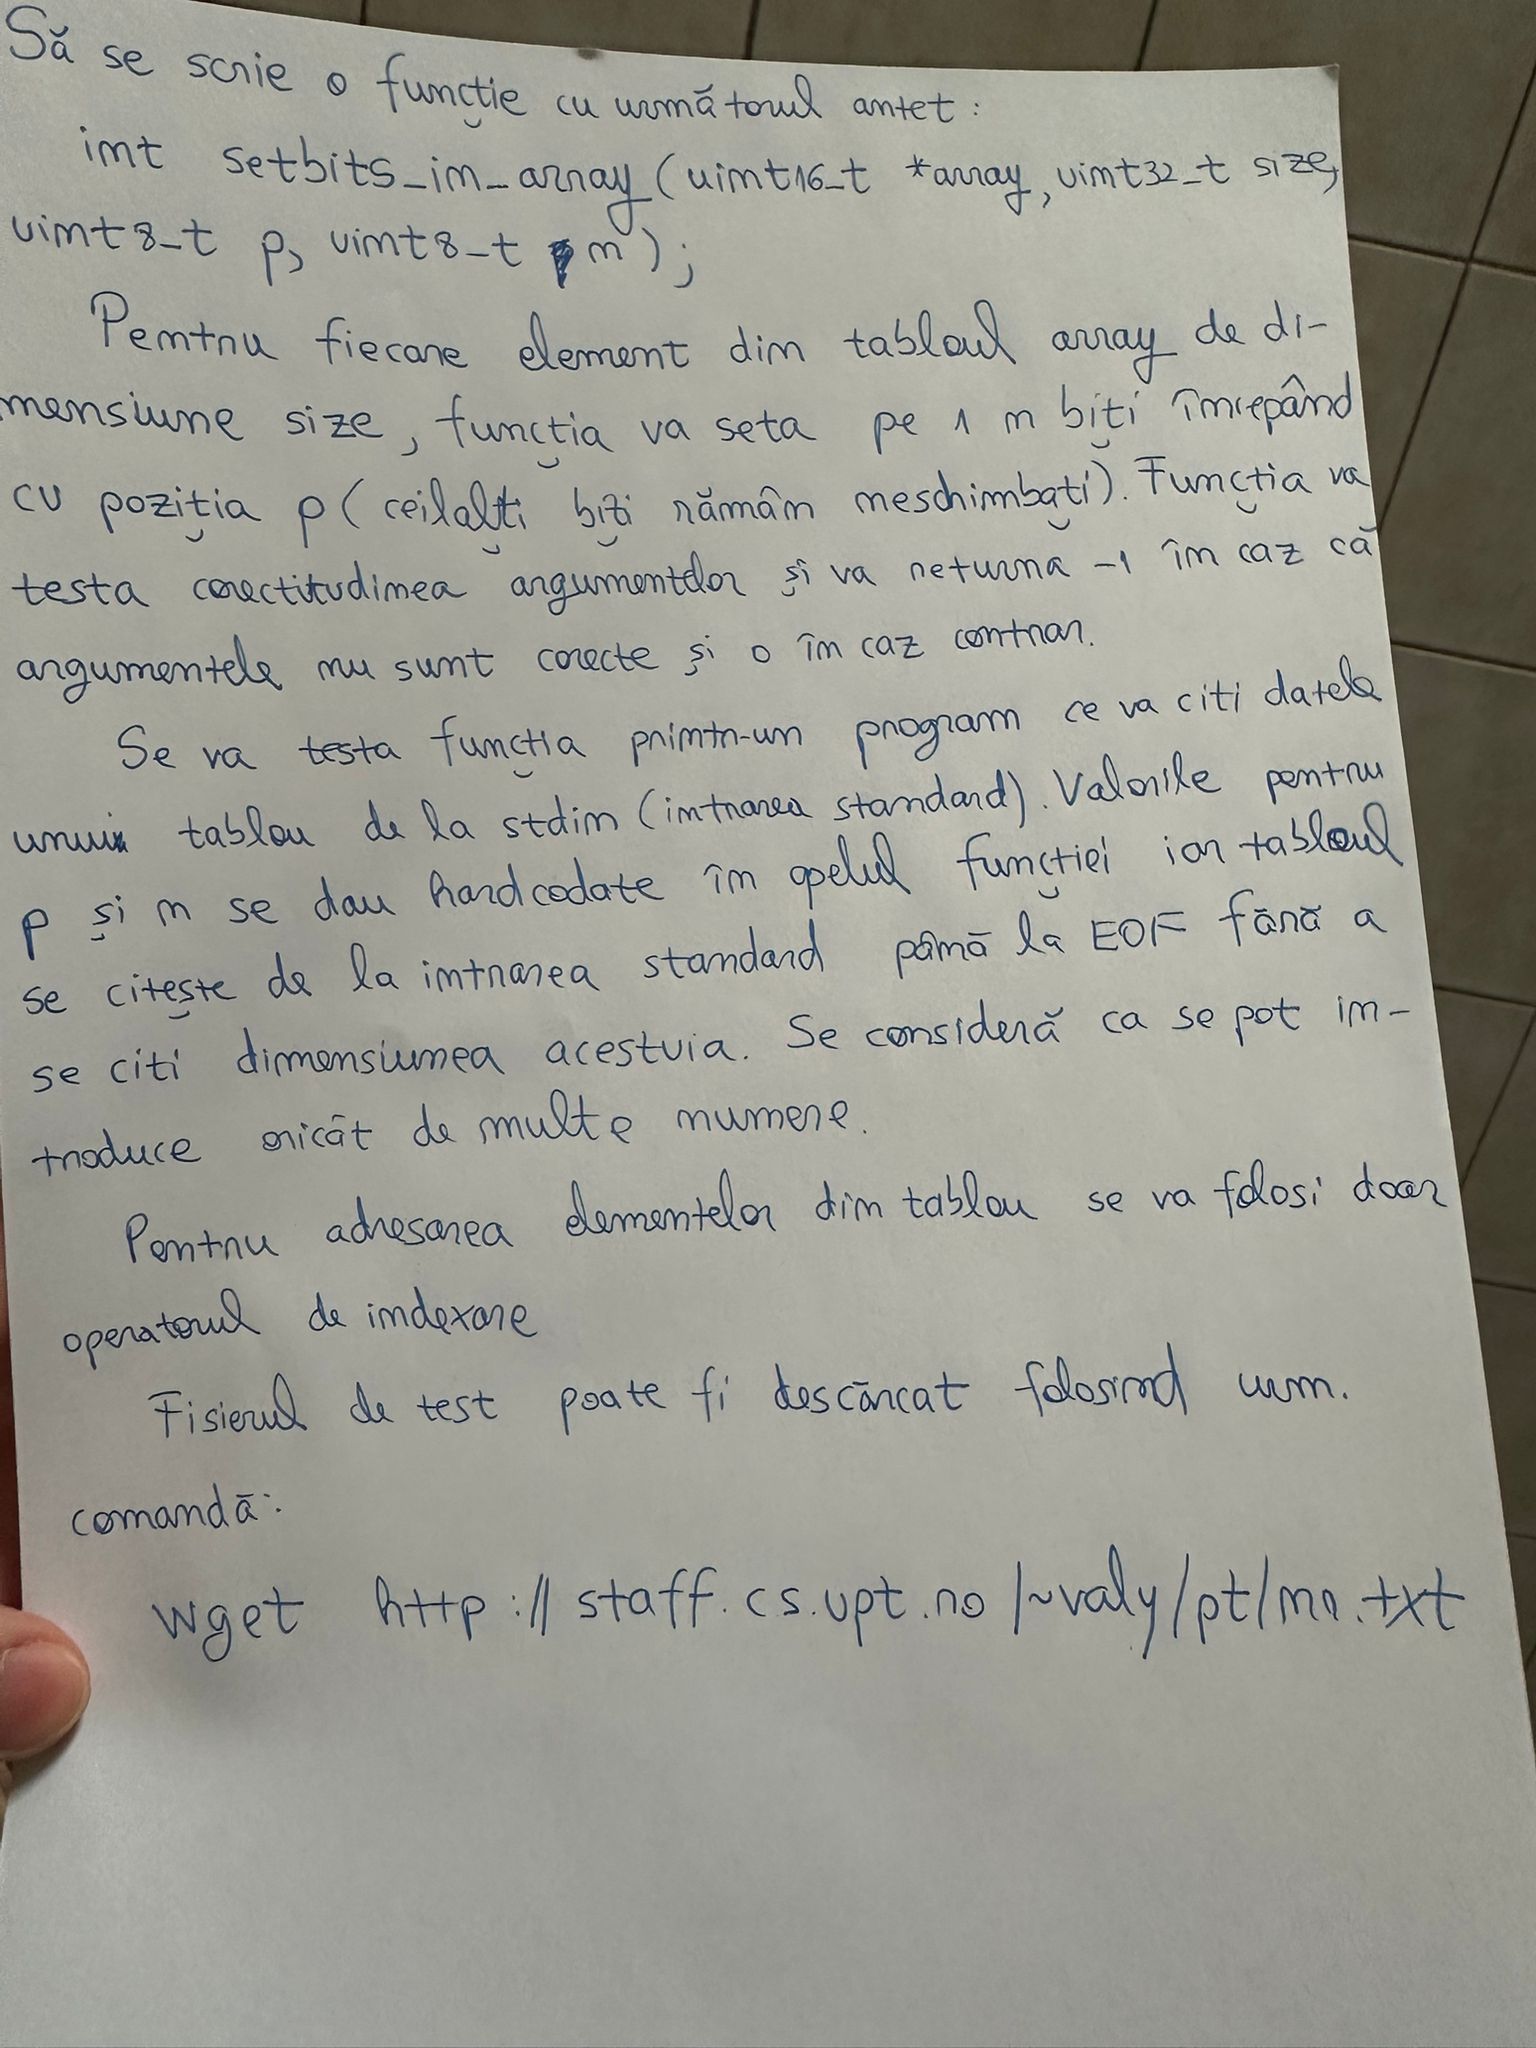 Să se scrie o funcție cu următorul antet:
int setbits_in_array(uint16_t *array, uint32_t size,
uint8_t p, uint8_t n);
Pentru fiecare element din tabloul array de di-
mensiune size, funcția va seta pe 1 n biți începând
cu poziția p (ceilalți biți rămân neschimbați). Funcția va
testa corectitudinea argumentelor și va returna -1 în caz că
argumentele nu sunt corecte și 0 în caz contrar.
Se va testa funcția printr-un program ce va citi datele
unui tablou de la stdin (intrarea standard). Valorile pentru
p și n se dau hardcodate în apelul funcției iar tabloul
se citește de la intrarea standard până la EOF fără a
se citi dimensiunea acestuia. Se consideră ca se pot in-
troduce oricât de multe numere.
Pentru adresarea elementelor din tablou se va folosi doar
operatorul de indexare
Fisierul de test poate fi descărcat folosind urm.
comandă:
wget http://staff.cs.upt.ro/~valy/pt/nr.txt